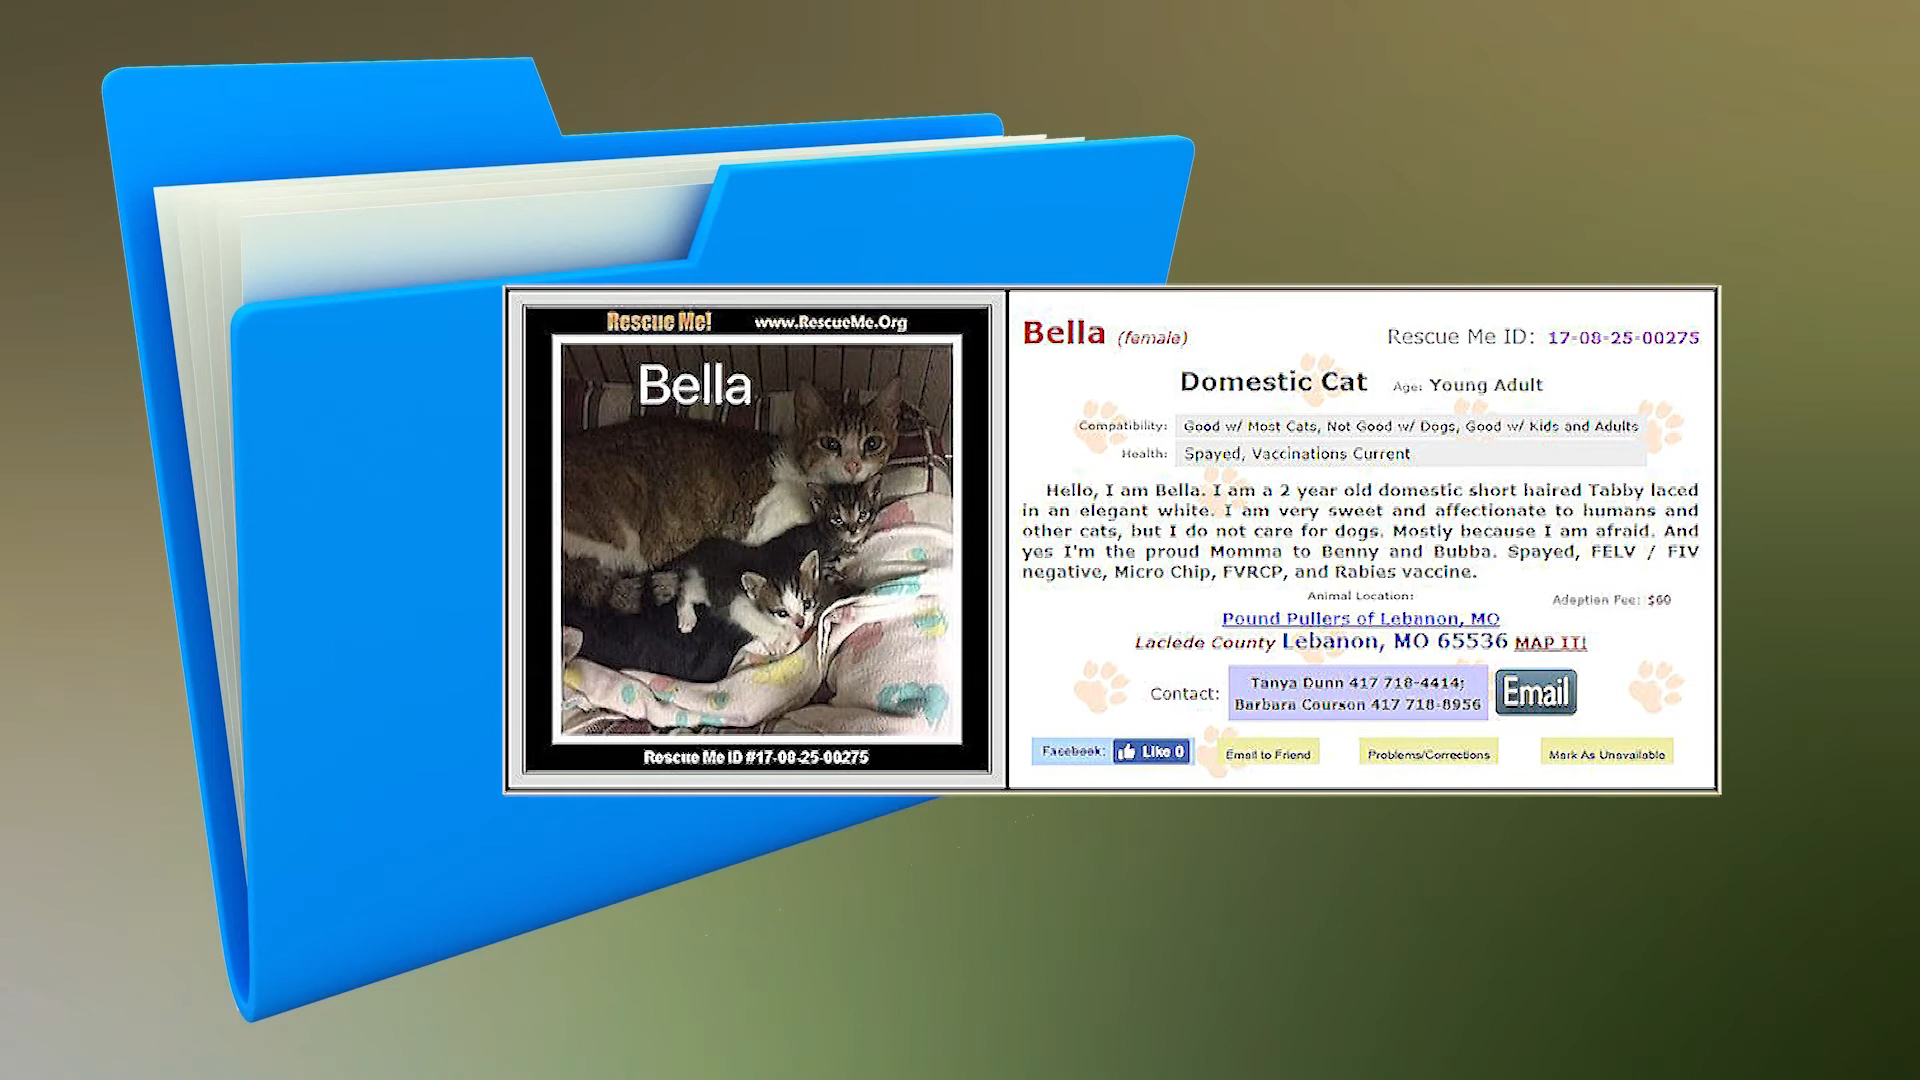 Rescue Me! www.RescueMe.Org
Bella
Rescue Me ID #17-08-25-00275
Bella (female) Rescue Me ID: 17-08-25-00275
Domestic Cat Age: Young Adult
Compatibility: Good w/ Most Cats, Not Good w/ Dogs, Good w/ Kids and Adults
Health: Spayed, Vaccinations Current
Hello, I am Bella. I am a 2 year old domestic short haired Tabby laced
in an elegant white. I am very sweet and affectionate to humans and
other cats, but I do not care for dogs. Mostly because I am afraid. And
yes I'm the proud Momma to Benny and Bubba. Spayed, FELV / FIV
negative, Micro Chip, FVRCP, and Rabies vaccine.
Animal Location: Adoption Fee: $60
Pound Pullers of Lebanon, MO
Laclede County Lebanon, MO 65536 MAP IT!
Contact: Tanya Dunn 417 718-4414;
Barbara Courson 417 718-8956
Email
Facebook: Like 0 Email to Friend Problems/Corrections Mark As Unavailable